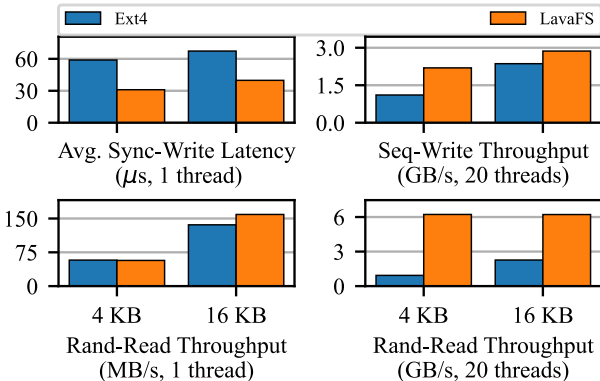 Ext4 LavaFS
60
30
0
Avg. Sync-Write Latency
(μs, 1 thread)
3.0
1.5
0.0
Seq-Write Throughput
(GB/s, 20 threads)
150
75
0
4 KB 16 KB
Rand-Read Throughput
(MB/s, 1 thread)
6
3
0
4 KB 16 KB
Rand-Read Throughput
(GB/s, 20 threads)